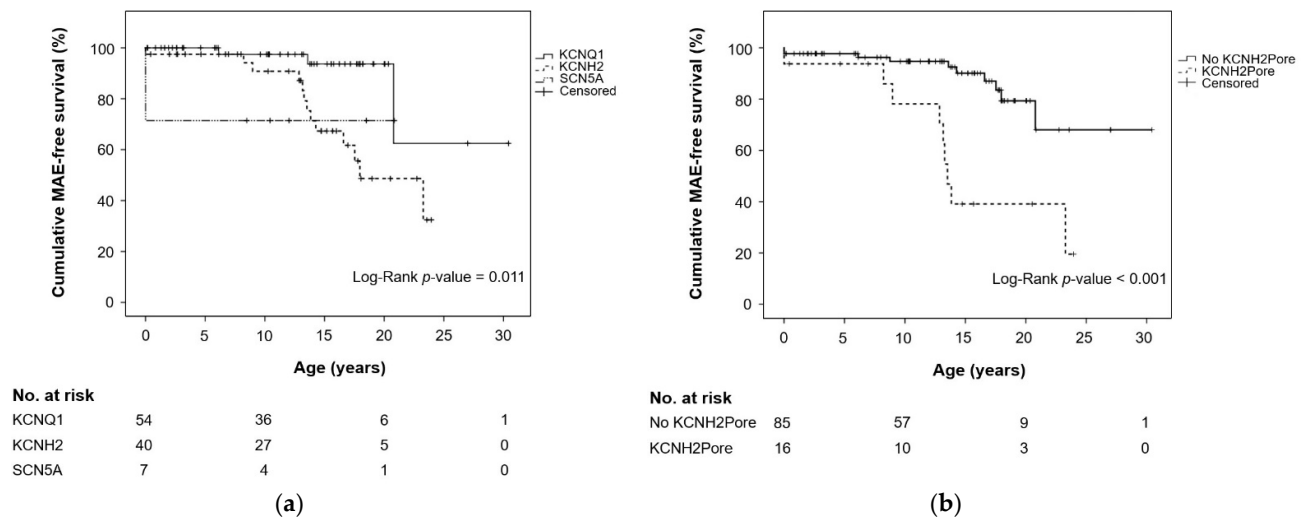 Cumulative MAE-free survival (%)
100
80
60
40
20
0
0 5 10 15 20 25 30
Age (years)
KCNQ1
KCNH2
SCN5A
Censored
Log-Rank p-value = 0.011
No. at risk
KCNQ1 54 36 6 1
KCNH2 40 27 5 0
SCN5A 7 4 1 0
(a)
Cumulative MAE-free survival (%)
100
80
60
40
20
0
0 5 10 15 20 25 30
Age (years)
No KCNH2Pore
KCNH2Pore
Censored
Log-Rank p-value < 0.001
No. at risk
No KCNH2Pore 85 57 9 1
KCNH2Pore 16 10 3 0
(b)